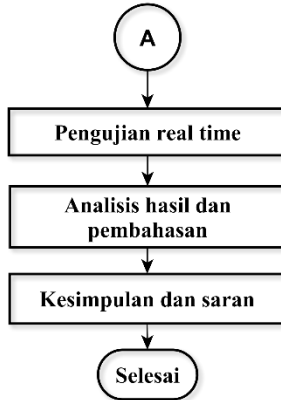 A
Pengujian real time
Analisis hasil dan
pembahasan
Kesimpulan dan saran
Selesai